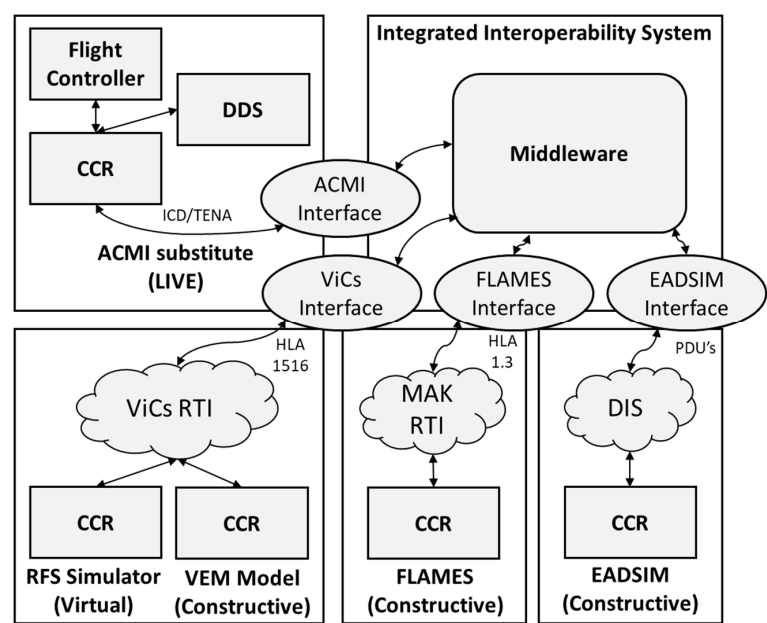 Flight
Controller
DDS
CCR
ICD/TENA
ACMI substitute
(LIVE)
Integrated Interoperability System
Middleware
ACMI
Interface
ViCs
Interface
FLAMES
Interface
EADSIM
Interface
HLA
1516
ViCs RTI
CCR
CCR
RFS Simulator
(Virtual)
VEM Model
(Constructive)
HLA
1.3
MAK
RTI
CCR
FLAMES
(Constructive)
PDU's
DIS
CCR
EADSIM
(Constructive)